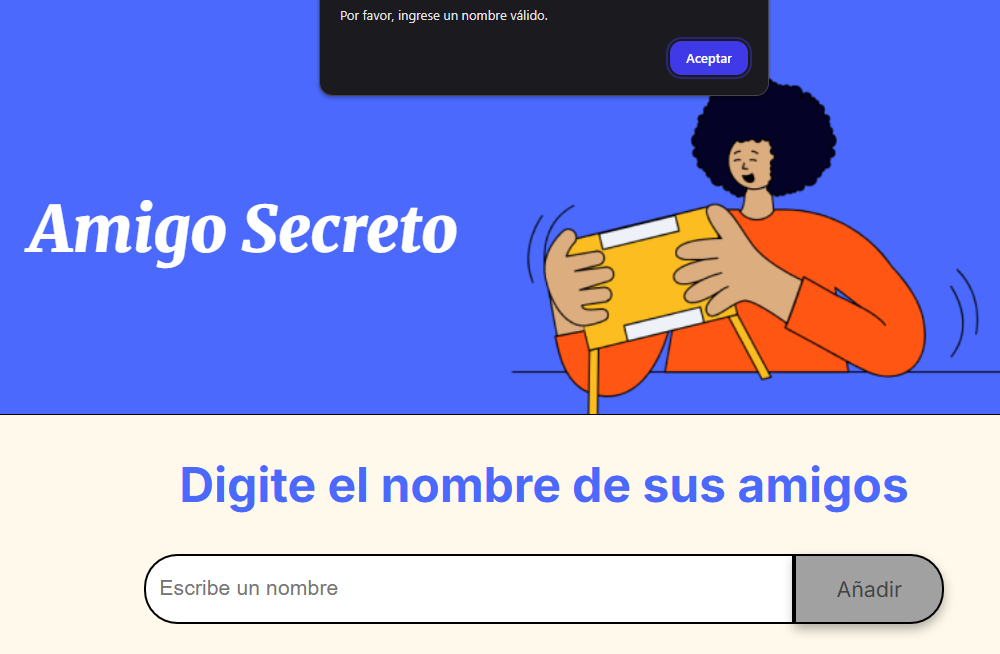 Por favor, ingrese un nombre válido.
Aceptar
Amigo Secreto
Digite el nombre de sus amigos
Escribe un nombre
Añadir